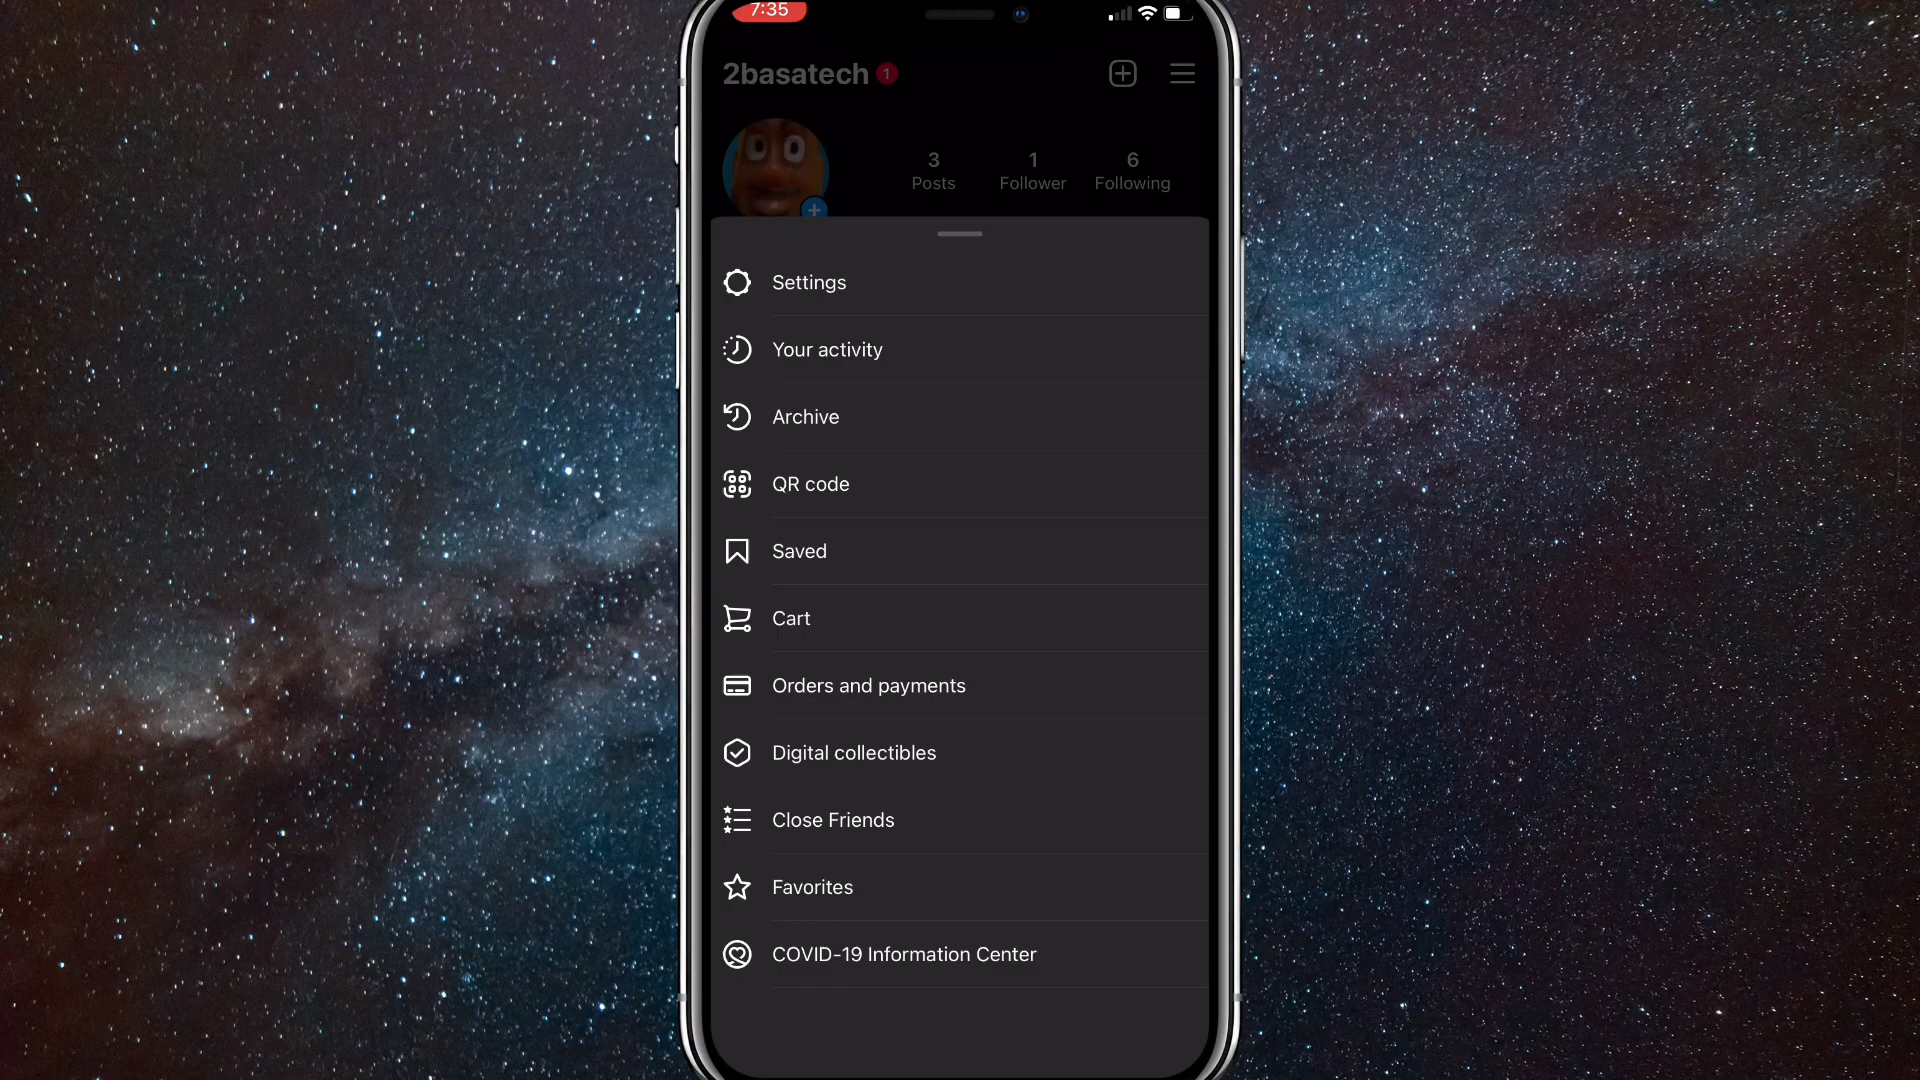 7:35
2basatech 1
3 1 6
Posts Follower Following
Settings
Your activity
Archive
QR code
Saved
Cart
Orders and payments
Digital collectibles
Close Friends
Favorites
COVID-19 Information Center